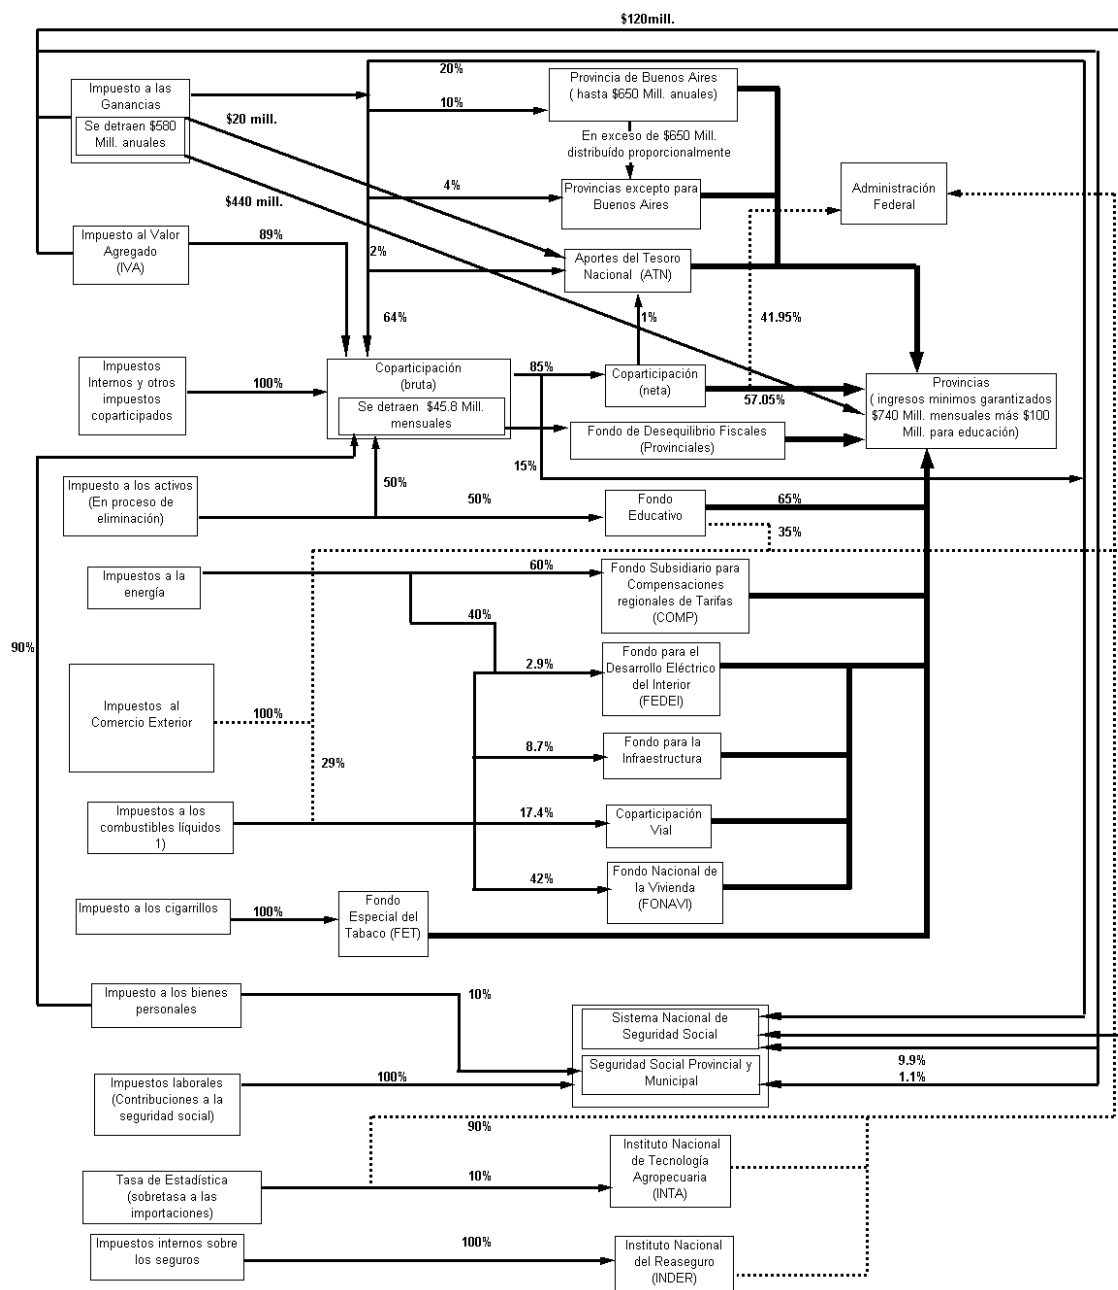 $120mill.
20%
Impuesto a las
Ganancias
Se detraen $580
Mill. anuales
$20 mill.
$440 mill.
10%
Provincia de Buenos Aires
( hasta $650 Mill. anuales)
En exceso de $650 Mill.
distribuído proporcionalmente
4%
Provincias excepto para
Buenos Aires
Administración
Federal
Impuesto al Valor
Agregado
(IVA)
89%
2%
Aportes del Tesoro
Nacional (ATN)
64%
1%
41.95%
Impuestos
Internos y otros
impuestos
coparticipados
100%
Coparticipación
(bruta)
Se detraen $45.8 Mill.
mensuales
85%
Coparticipación
(neta)
57.05%
Provincias
( ingresos minimos garantizados
$740 Mill. mensuales más $100
Mill. para educación)
Fondo de Desequilibrio Fiscales
(Provinciales)
15%
Impuesto a los activos
(En proceso de
eliminación)
50%
50%
Fondo
Educativo
65%
35%
Impuestos a la
energía
60%
Fondo Subsidiario para
Compensaciones
regionales de Tarifas
(COMP)
40%
90%
2.9%
Fondo para el
Desarrollo Eléctrico
del Interior
(FEDEI)
Impuestos al
Comercio Exterior
100%
29%
8.7%
Fondo para la
Infraestructura
Impuestos a los
combustibles líquidos
1)
17.4%
Coparticipación
Vial
42%
Fondo Nacional de
la Vivienda
(FONAVI)
Impuesto a los cigarrillos
100%
Fondo
Especial del
Tabaco (FET)
Impuesto a los bienes
personales
10%
Sistema Nacional de
Seguridad Social
Seguridad Social Provincial y
Municipal
9.9%
1.1%
Impuestos laborales
(Contribuciones a la
seguridad social)
100%
90%
Tasa de Estadística
(sobretasa a las
importaciones)
10%
Instituto Nacional
de Tecnología
Agropecuaria
(INTA)
Impuestos internos sobre
los seguros
100%
Instituto Nacional
del Reaseguro
(INDER)